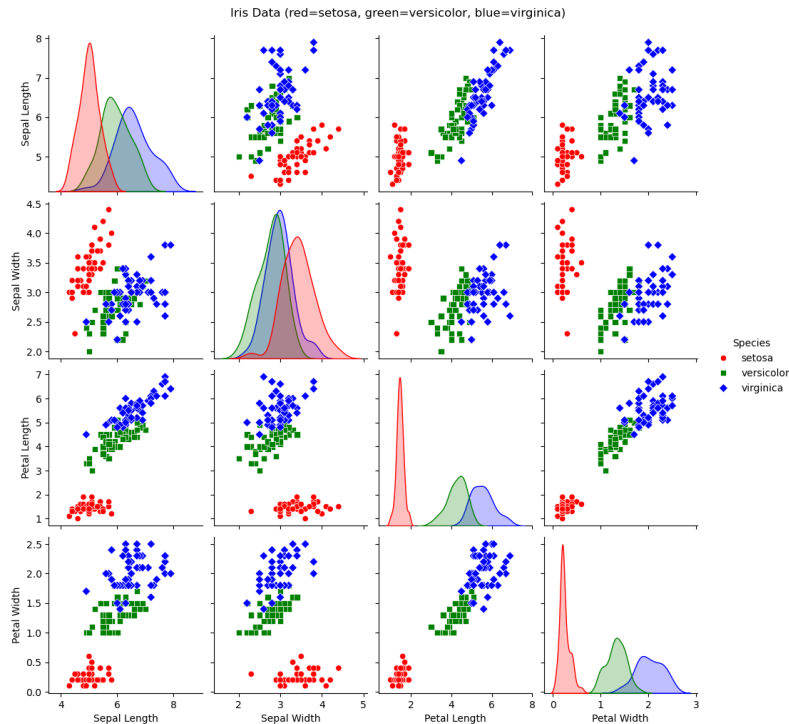 Iris Data (red=setosa, green=versicolor, blue=virginica)
Sepal Length
8
7
6
5
Sepal Width
4.5
4.0
3.5
3.0
2.5
2.0
Species
setosa
versicolor
virginica
Petal Length
7
6
5
4
3
2
1
Petal Width
2.5
2.0
1.5
1.0
0.5
0.0
4 6 8 2 3 4 5 2 4 6 8 0 1 2 3
Sepal Length Sepal Width Petal Length Petal Width